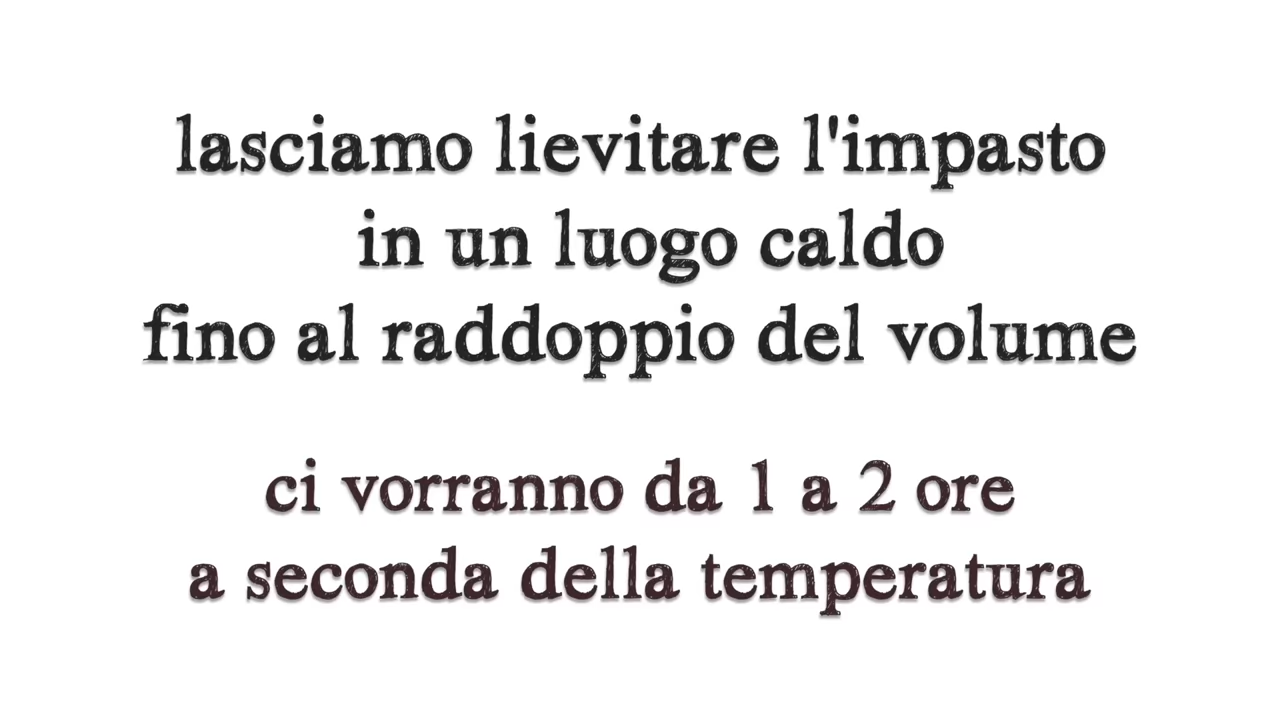 lasciamo lievitare l'impasto
in un luogo caldo
fino al raddoppio del volume
ci vorranno da 1 a 2 ore
a seconda della temperatura